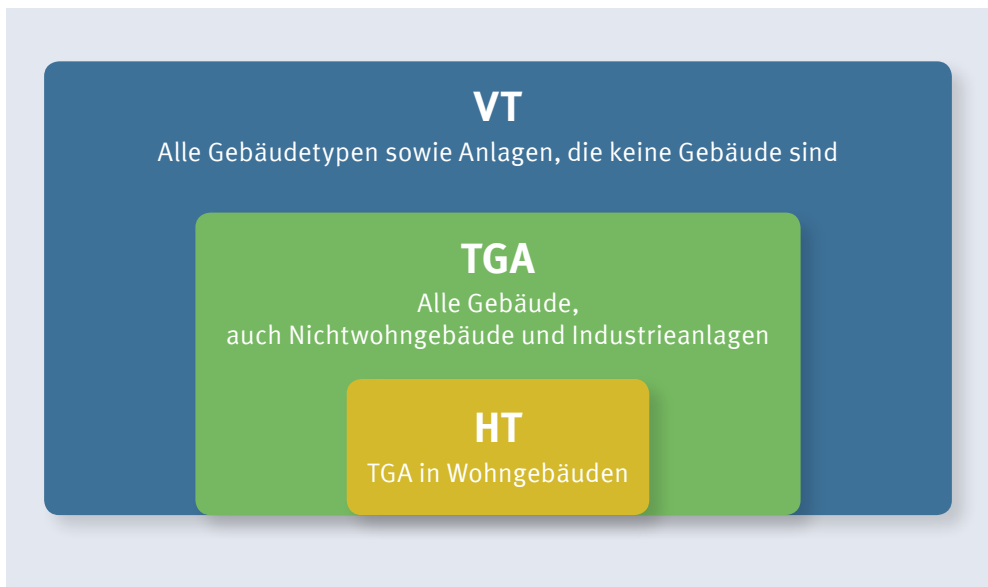 VT
Alle Gebäudetypen sowie Anlagen, die keine Gebäude sind
TGA
Alle Gebäude,
auch Nichtwohngebäude und Industrieanlagen
HT
TGA in Wohngebäuden